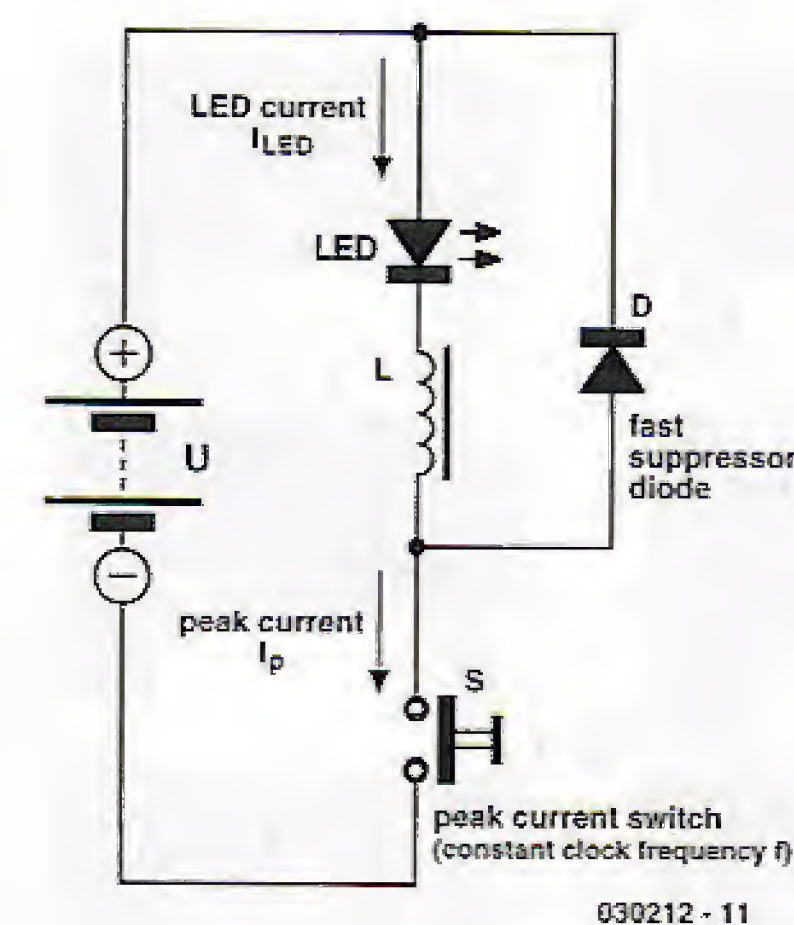 LED current
ILED
LED
D
L
fast
suppressor
diode
+
U
−
peak current
Ip
S
peak current switch
(constant clock frequency f)
030212 - 11